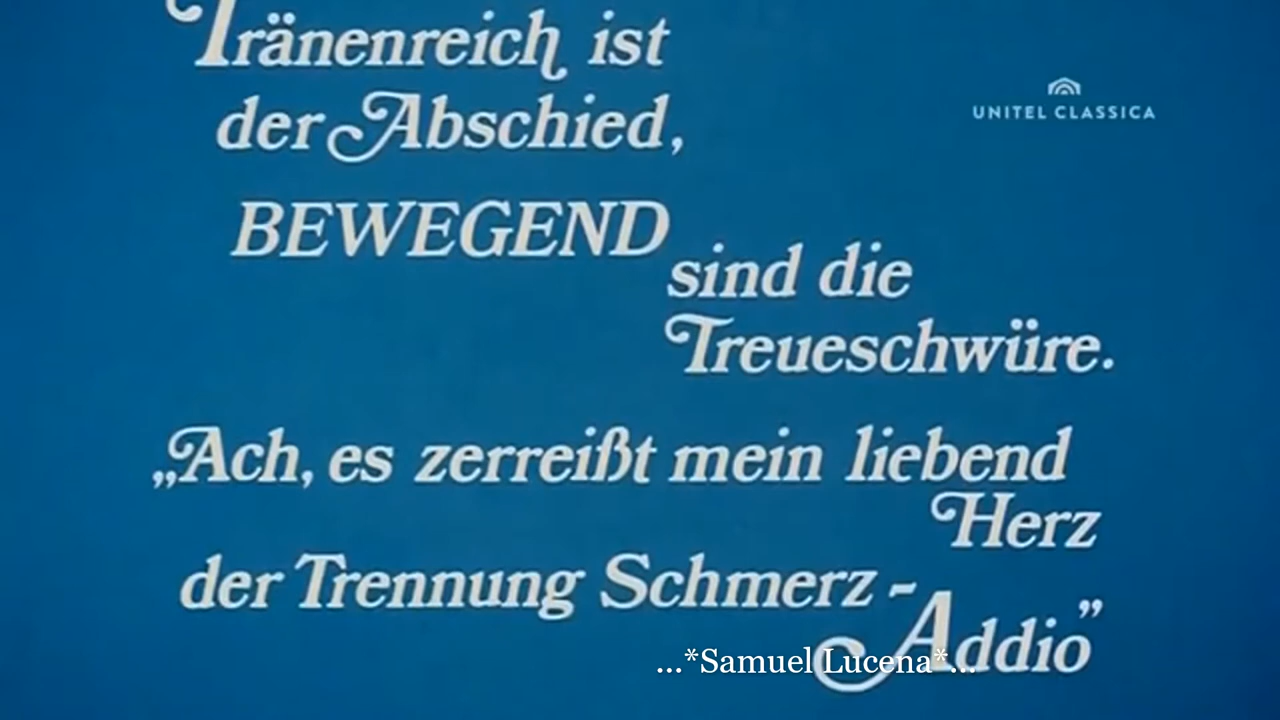 Tränenreich ist
der Abschied,
UNITEL CLASSICA
BEWEGEND
sind die
Treueschwüre.
„Ach, es zerreißt mein liebend
Herz
der Trennung Schmerz -
Addio”
...*Samuel Lucena*...